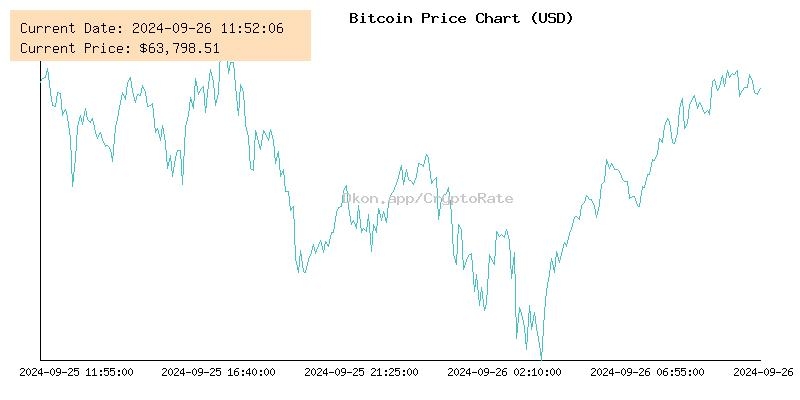 Bitcoin Price Chart (USD)
Current Date: 2024-09-26 11:52:06
Current Price: $63,798.51
Okon.app/CryptoRate
2024-09-25 11:55:00 2024-09-25 16:40:00 2024-09-25 21:25:00 2024-09-26 02:10:00 2024-09-26 06:55:00 2024-09-26